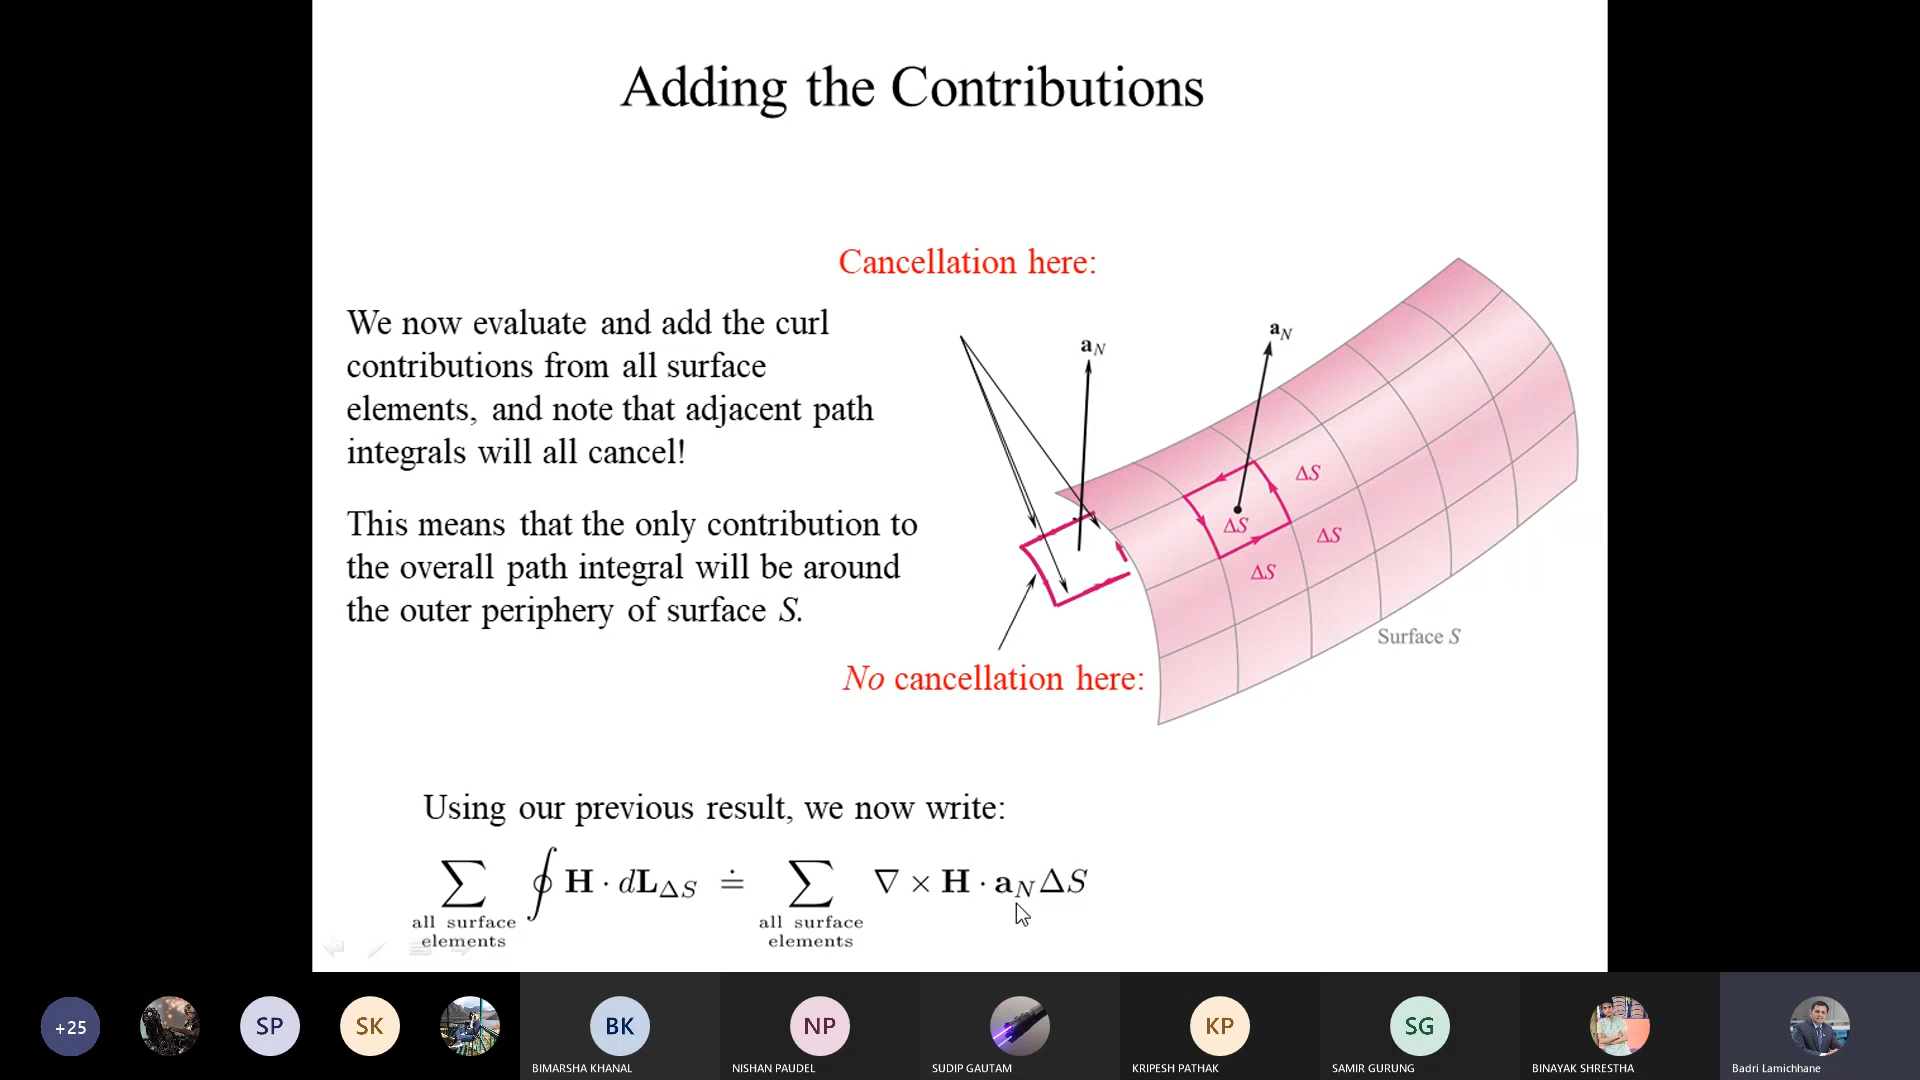 Adding the Contributions
Cancellation here:
We now evaluate and add the curl
contributions from all surface
elements, and note that adjacent path
integrals will all cancel!
This means that the only contribution to
the overall path integral will be around
the outer periphery of surface S.
a_N
a_N
ΔS
ΔS
ΔS
ΔS
Surface S
No cancellation here:
Using our previous result, we now write:
∑ ∮ H · dL_ΔS ≐ ∑ ∇ × H · a_N ΔS
all surface all surface
elements elements
+25
SP
SK
BK
NP
KP
SG
BIMARSHA KHANAL
NISHAN PAUDEL
SUDIP GAUTAM
KRIPESH PATHAK
SAMIR GURUNG
BINAYAK SHRESTHA
Badri Lamichhane